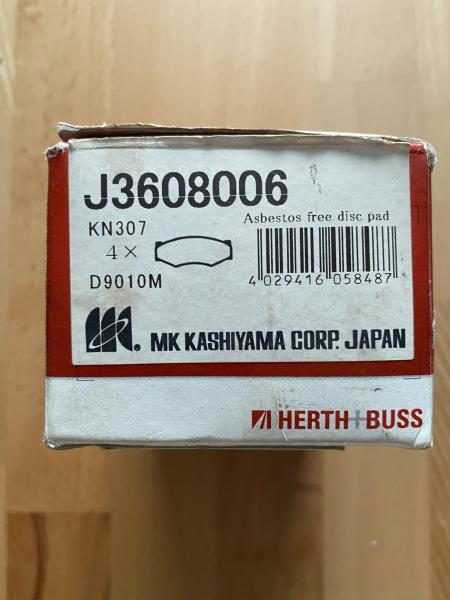 J3608006
KN307
Asbestos free disc pad
4×
D9010M
4 029416 058487
MK KASHIYAMA CORP. JAPAN
HERTH+BUSS